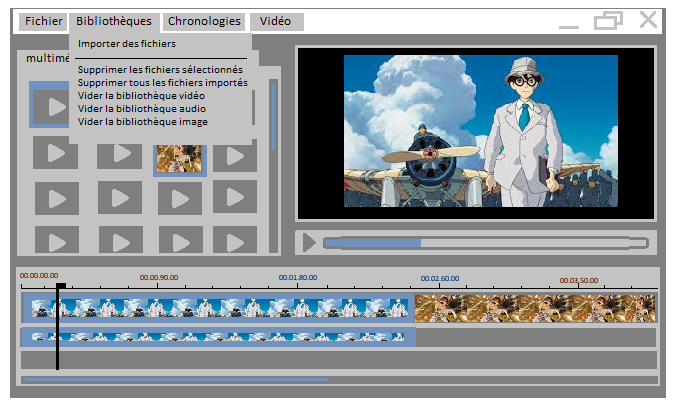 Fichier Bibliothèques Chronologies Vidéo
Importer des fichiers
multimé
Supprimer les fichiers sélectionnés
Supprimer tous les fichiers importés
Vider la bibliothèque vidéo
Vider la bibliothèque audio
Vider la bibliothèque image
00.00.00.00 00.00.90.00 00.01.80.00 00.02.60.00 00.03.50.00